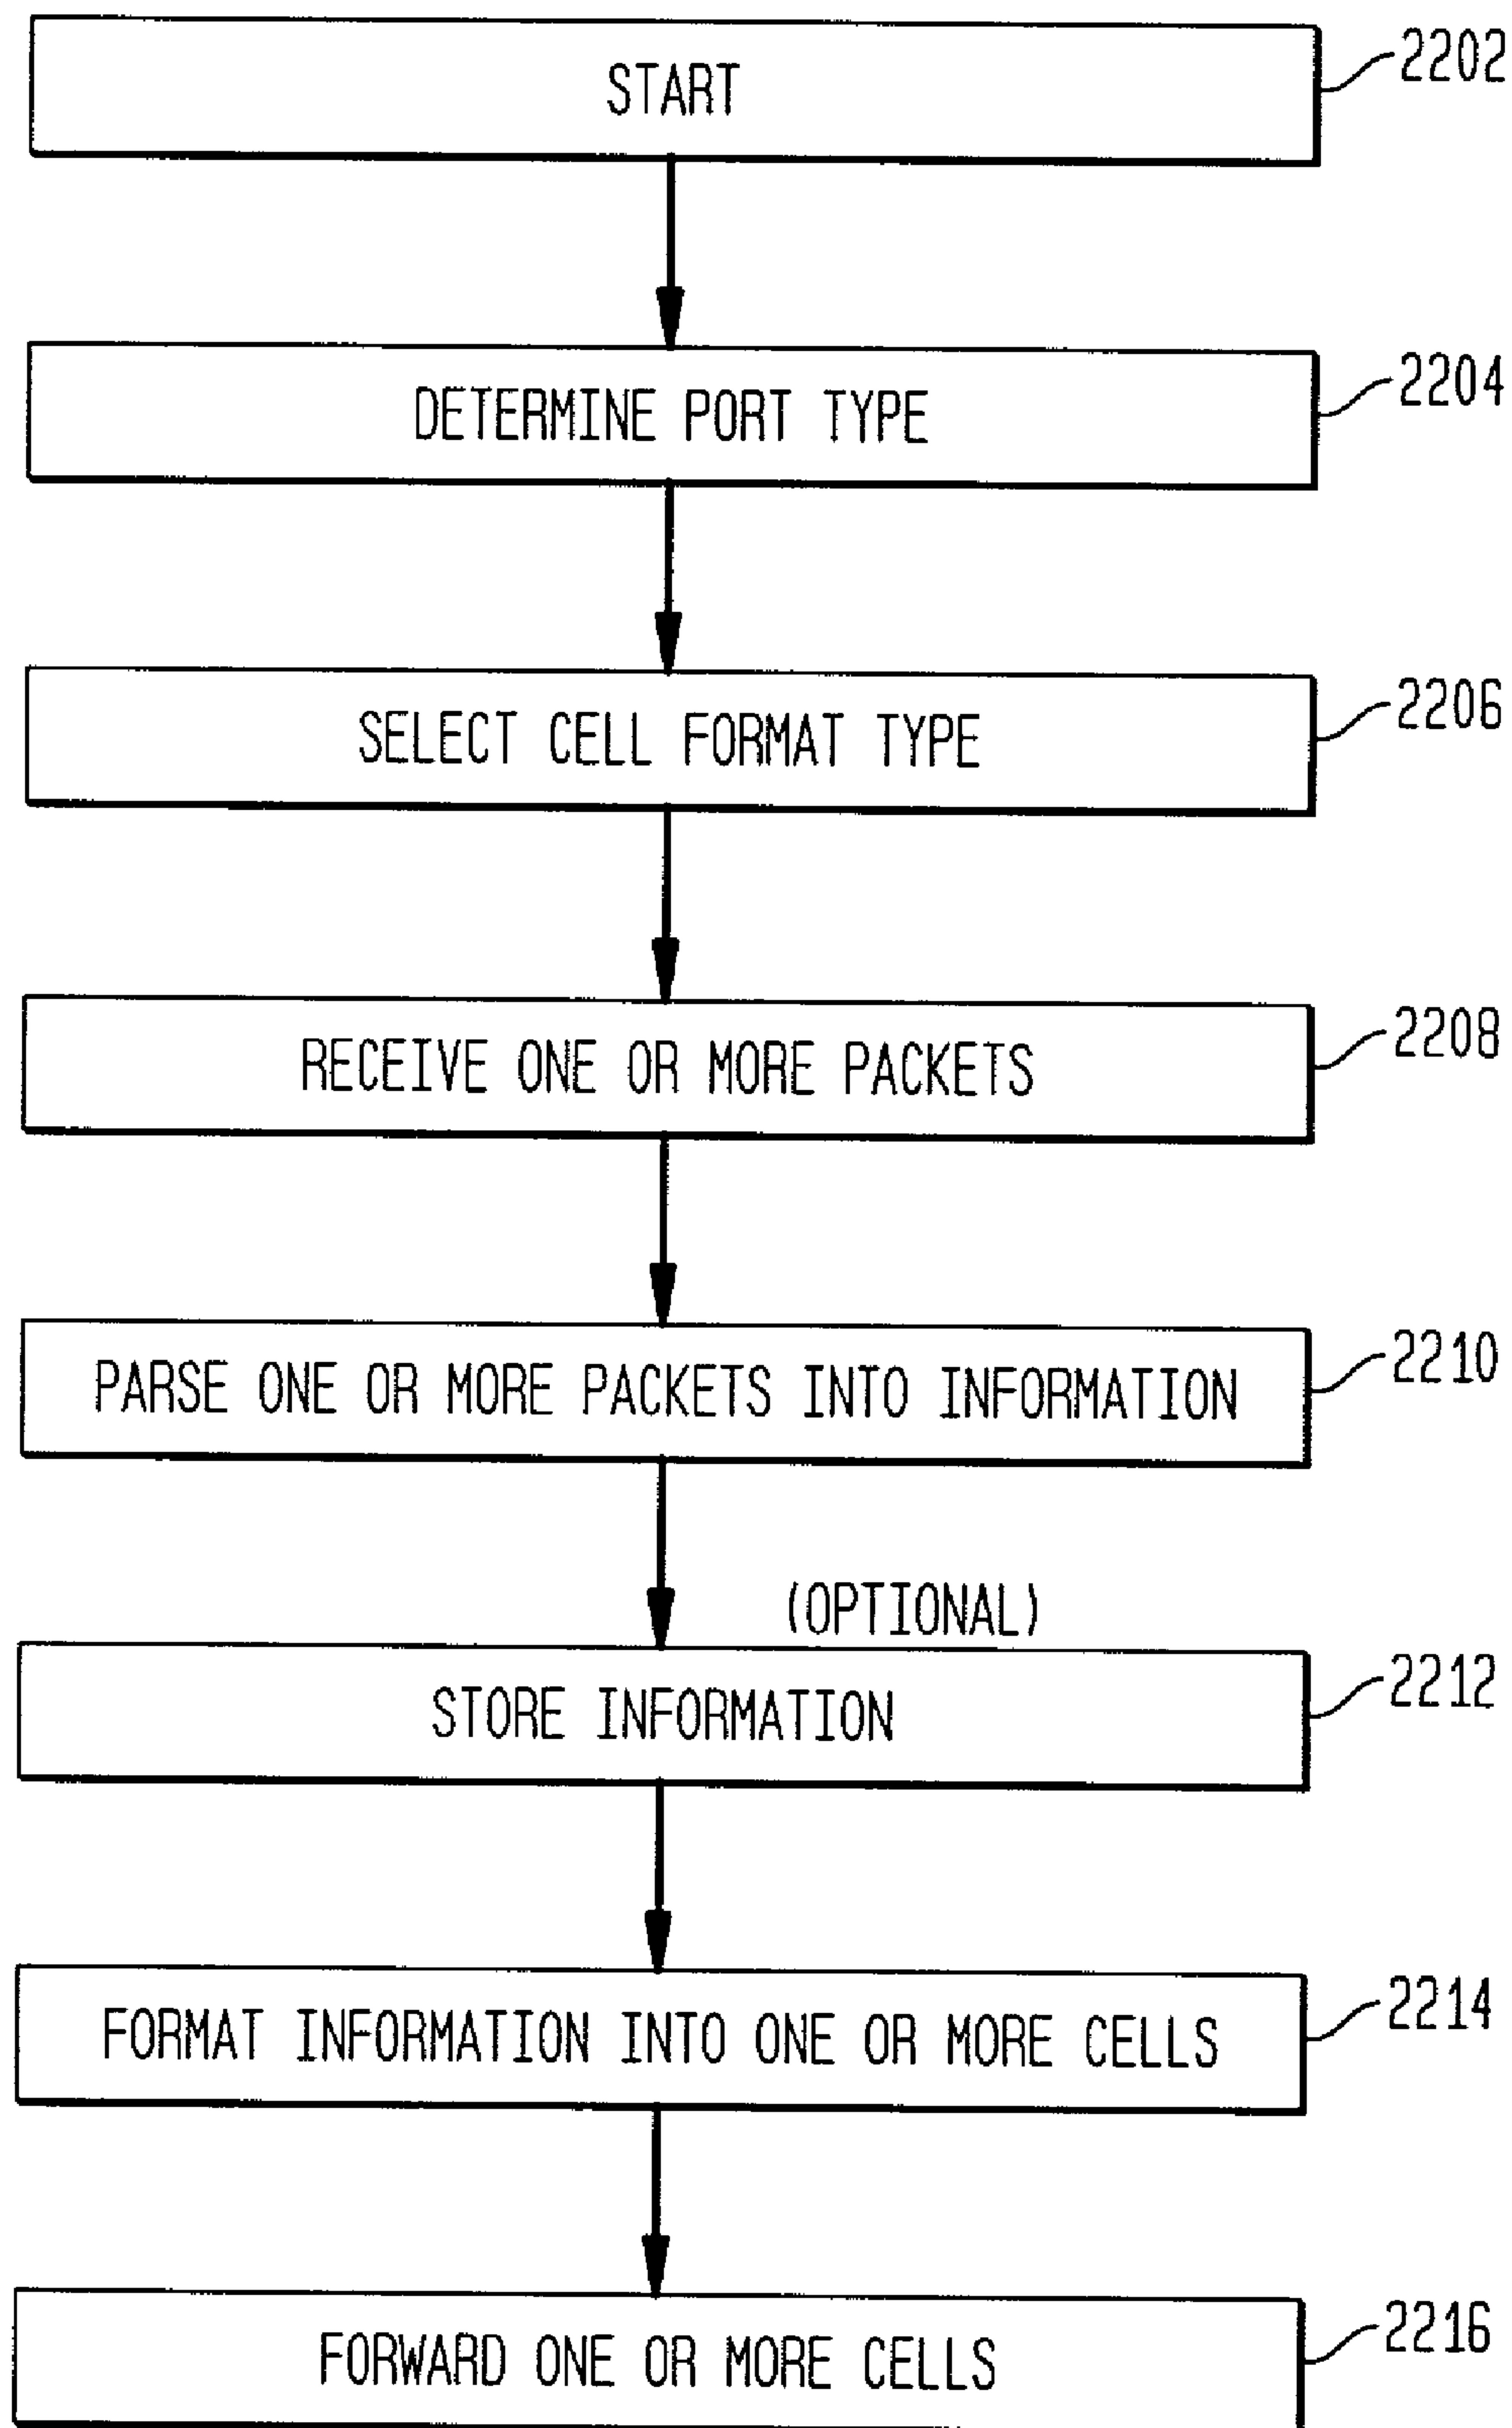 START
2202
DETERMINE PORT TYPE
2204
SELECT CELL FORMAT TYPE
2206
RECEIVE ONE OR MORE PACKETS
2208
PARSE ONE OR MORE PACKETS INTO INFORMATION
2210
(OPTIONAL)
STORE INFORMATION
2212
FORMAT INFORMATION INTO ONE OR MORE CELLS
2214
FORWARD ONE OR MORE CELLS
2216